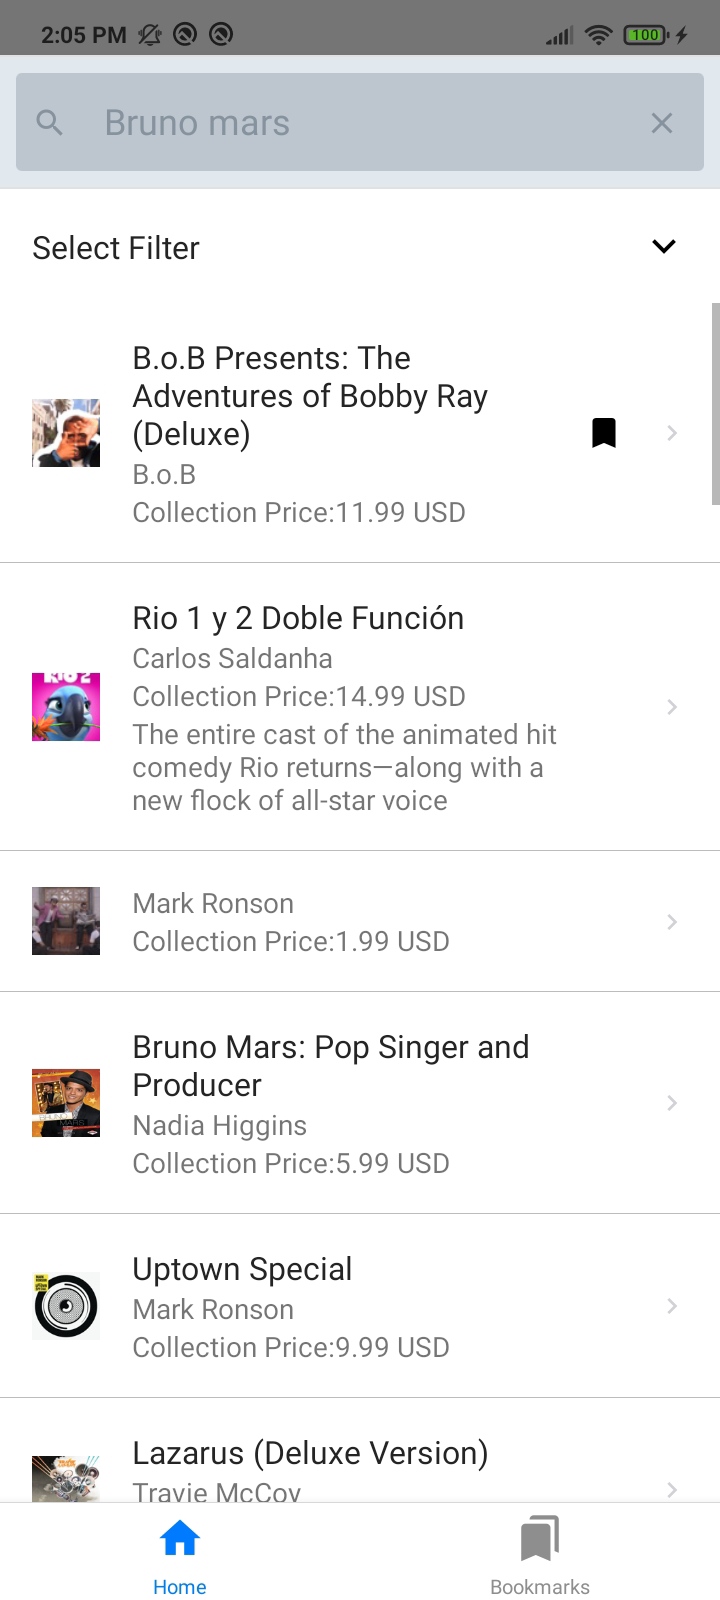 2:05 PM
100
Bruno mars
Select Filter
B.o.B Presents: The
Adventures of Bobby Ray
(Deluxe)
B.o.B
Collection Price:11.99 USD
RIO 2
Rio 1 y 2 Doble Función
Carlos Saldanha
Collection Price:14.99 USD
The entire cast of the animated hit
comedy Rio returns—along with a
new flock of all-star voice
Mark Ronson
Collection Price:1.99 USD
Bruno Mars: Pop Singer and
Producer
Nadia Higgins
Collection Price:5.99 USD
Uptown Special
Mark Ronson
Collection Price:9.99 USD
Lazarus (Deluxe Version)
Travie McCoy
Home
Bookmarks